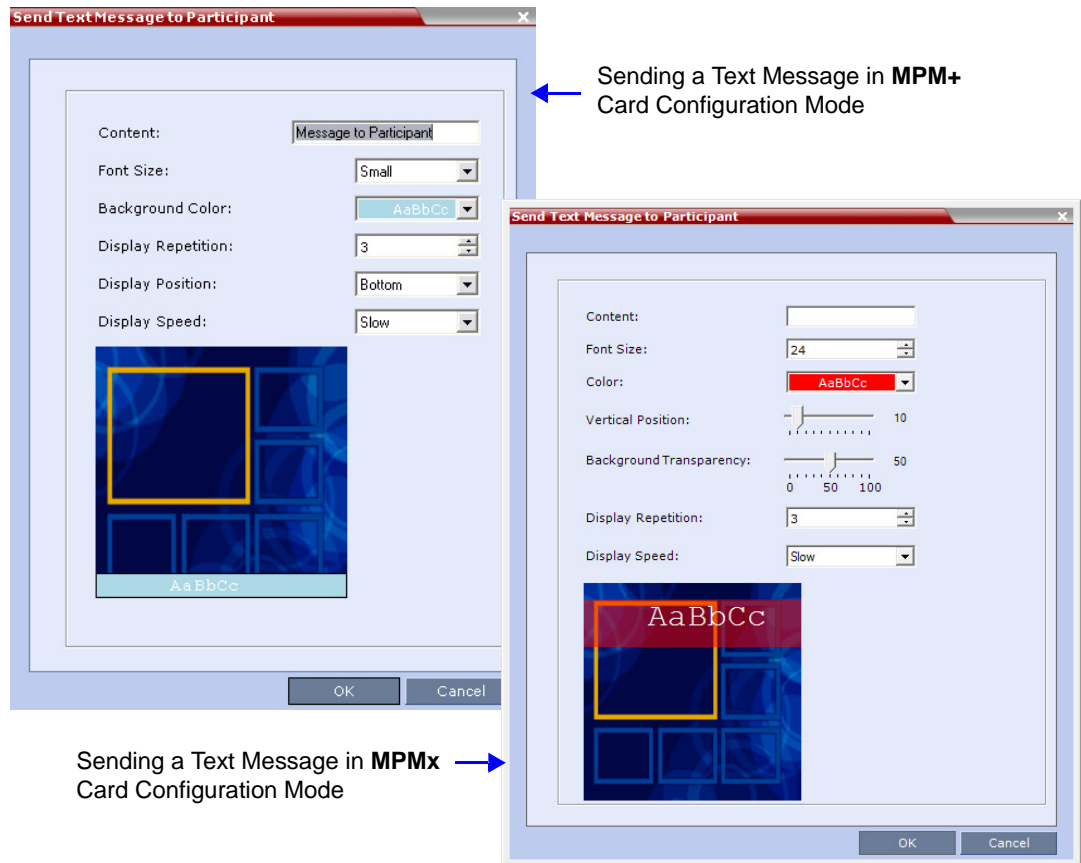 Send Text Message to Participant
Sending a Text Message in MPM+
Card Configuration Mode
Content: Message to Participant
Font Size: Small
Background Color: AaBbCc
Display Repetition: 3
Display Position: Bottom
Display Speed: Slow
AaBbCc
OK Cancel
Send Text Message to Participant
Content:
Font Size: 24
Color: AaBbCc
Vertical Position: 10
Background Transparency: 50
0 50 100
Display Repetition: 3
Display Speed: Slow
AaBbCc
OK Cancel
Sending a Text Message in MPMx
Card Configuration Mode